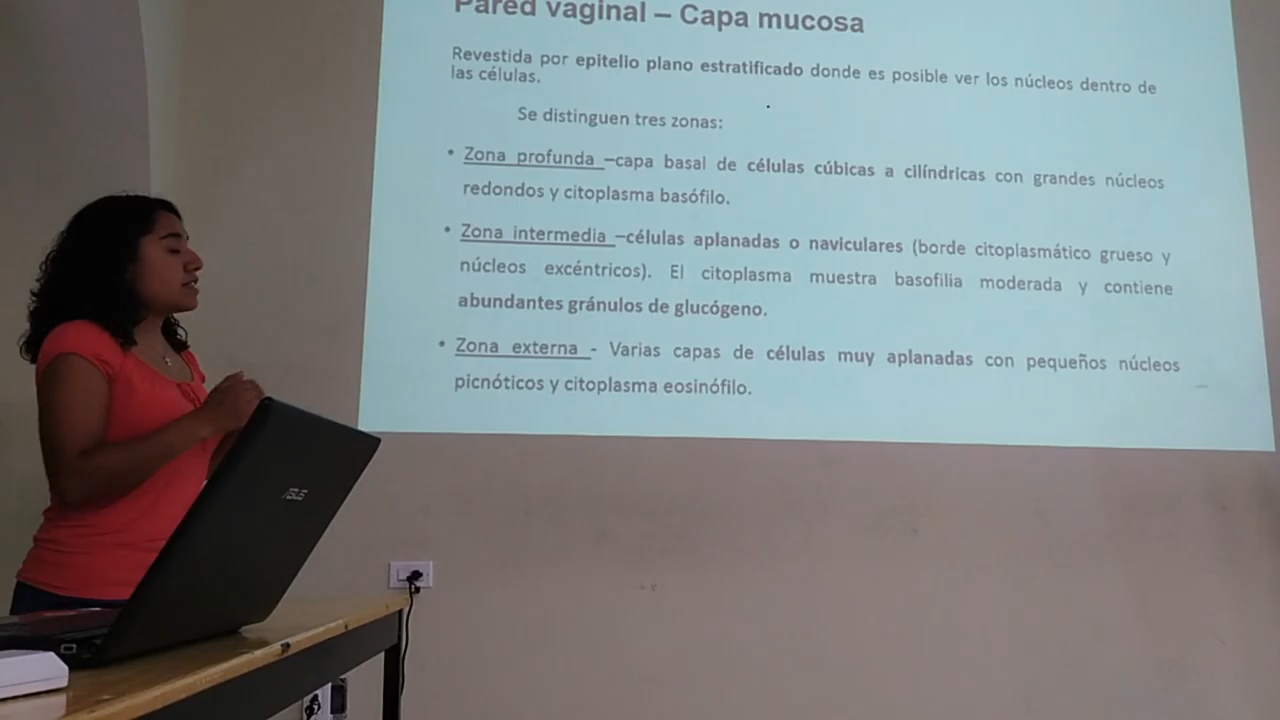 Pared vaginal – Capa mucosa
Revestida por epitelio plano estratificado donde es posible ver los núcleos dentro de
las células.
Se distinguen tres zonas:
• Zona profunda –capa basal de células cúbicas a cilíndricas con grandes núcleos
redondos y citoplasma basófilo.
• Zona intermedia –células aplanadas o naviculares (borde citoplasmático grueso y
núcleos excéntricos). El citoplasma muestra basofilia moderada y contiene
abundantes gránulos de glucógeno.
• Zona externa - Varias capas de células muy aplanadas con pequeños núcleos
picnóticos y citoplasma eosinófilo.
ASUS